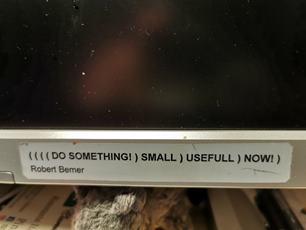 ( ( ( ( DO SOMETHING! ) SMALL ) USEFULL ) NOW! )
Robert Bemer